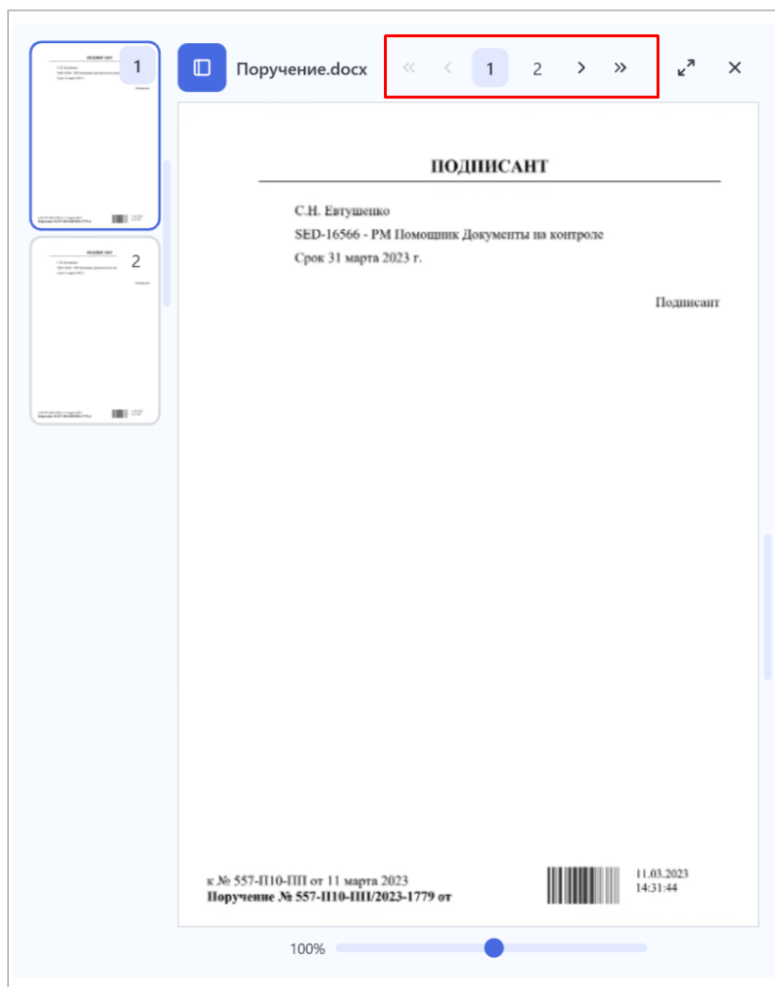 1
2
Поручение.docx « < 1 2 > »
ПОДПИСАНТ
С.Н. Евтушенко
SED-16566 - РМ Помощник Документы на контроле
Срок 31 марта 2023 г.
Подписант
к № 557-П10-ПП от 11 марта 2023
Поручение № 557-П10-ПП/2023-1779 от
11.03.2023
14:31:44
100%